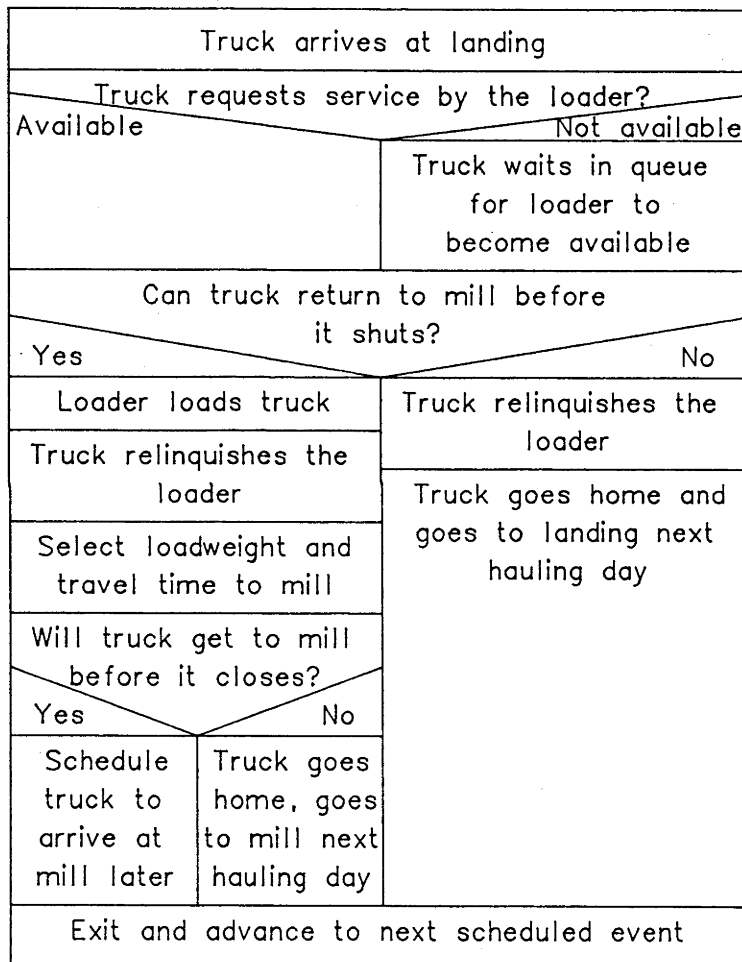 Truck arrives at landing
Truck requests service by the loader?
Available
Not available
Truck waits in queue
for loader to
become available
Can truck return to mill before
it shuts?
Yes
No
Loader loads truck
Truck relinquishes the
loader
Select loadweight and
travel time to mill
Will truck get to mill
before it closes?
Yes
No
Schedule
truck to
arrive at
mill later
Truck goes
home, goes
to mill next
hauling day
Truck relinquishes the
loader
Truck goes home and
goes to landing next
hauling day
Exit and advance to next scheduled event